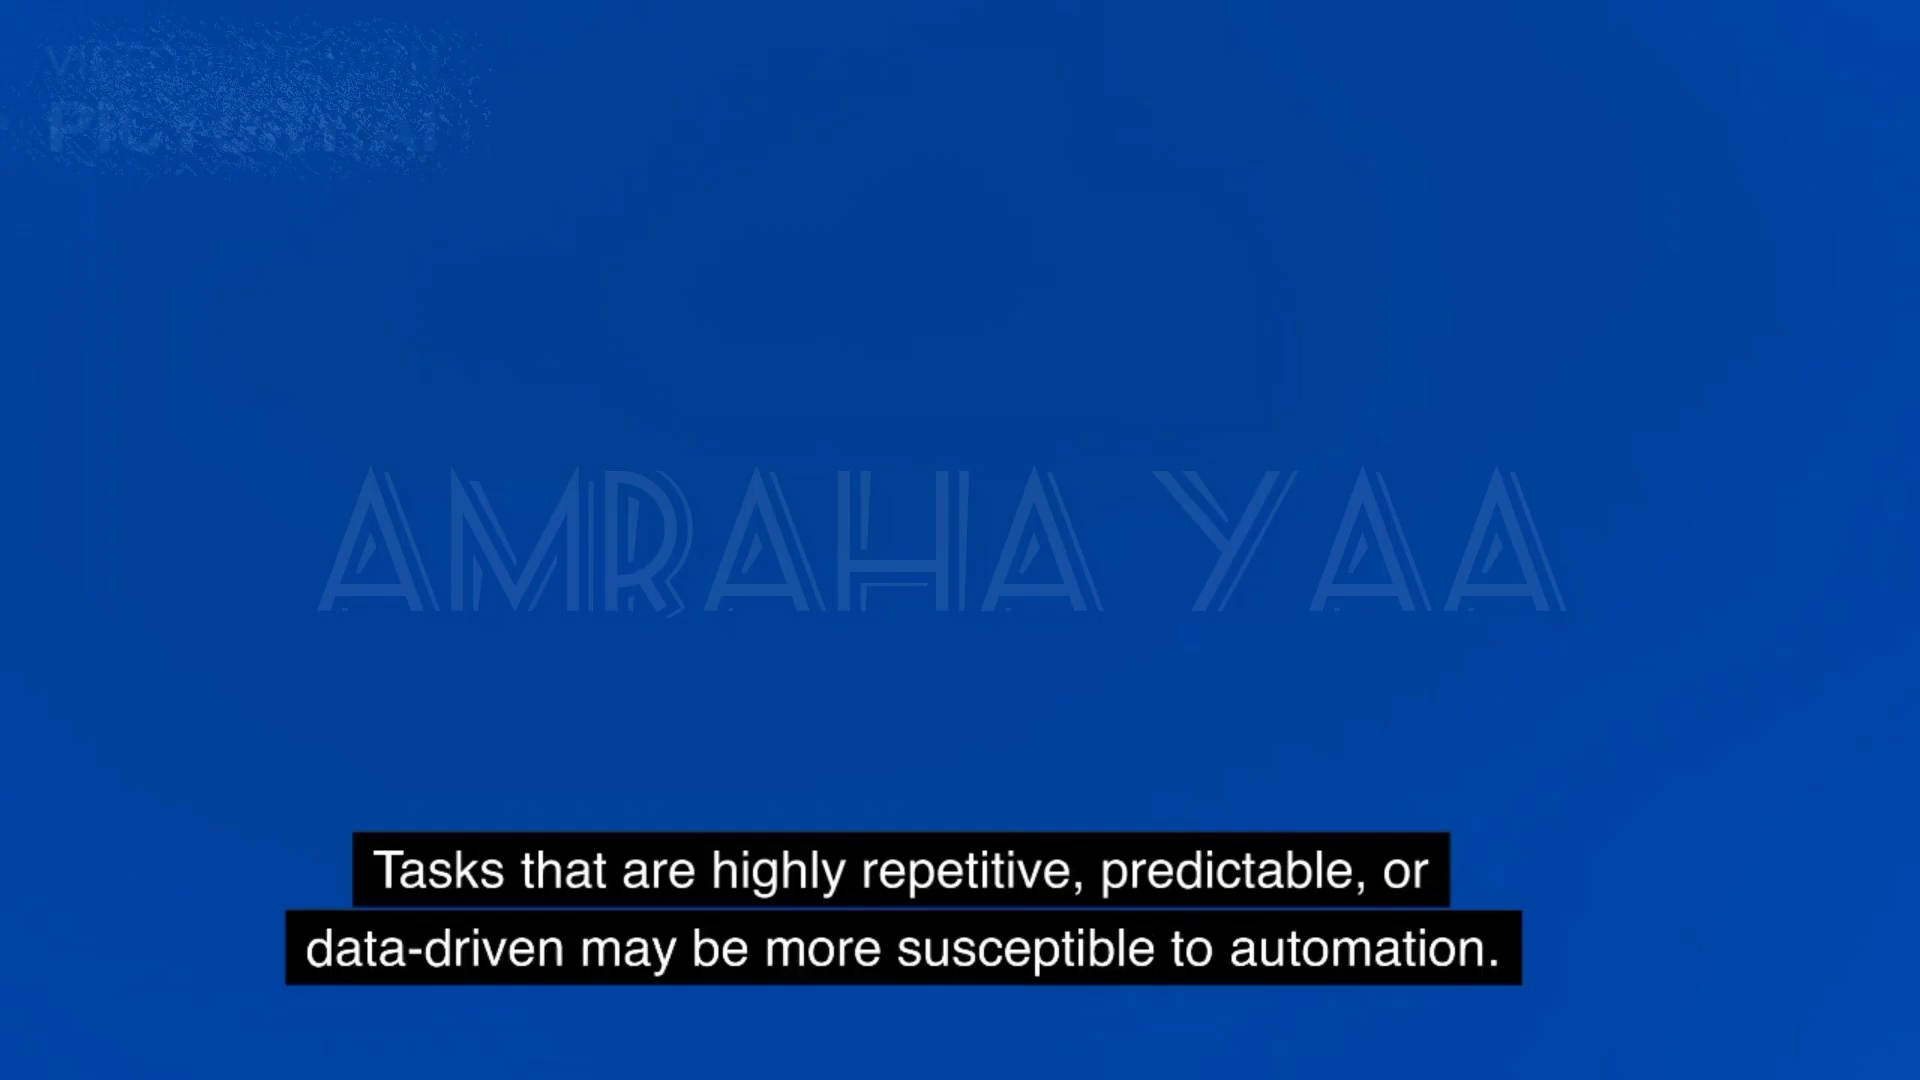 AMRAHA YAA
Tasks that are highly repetitive, predictable, or
data-driven may be more susceptible to automation.